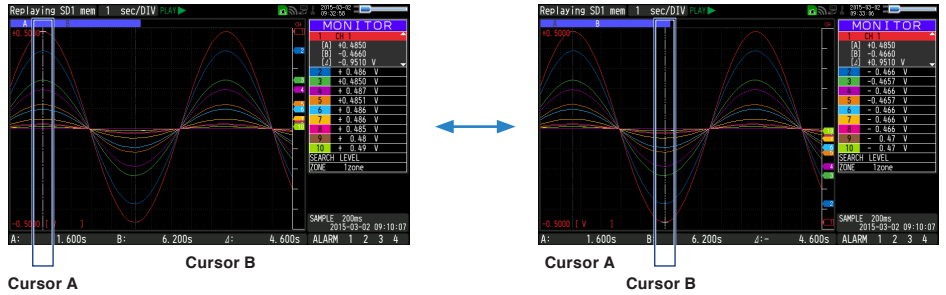 Replaying SD1 mem 1 sec/DIV PLAY
2015-03-02
09:32:58
A B
CH
MONITOR
+0.5000
1 CH 1
[A] +0.4850
[B] -0.4660
[⊿] -0.9510 V
2 + 0.486 V
3 +0.4850 V
4 + 0.487 V
5 +0.4851 V
6 + 0.486 V
7 + 0.486 V
8 + 0.485 V
9 + 0.48 V
10 + 0.49 V
SEARCH LEVEL
ZONE 1zone
-0.5000 [ V ]
SAMPLE 200ms
2015-03-02 09:10:07
A: 1.600s B: 6.200s ⊿: 4.600s ALARM 1 2 3 4
Cursor B
Cursor A
Replaying SD1 mem 1 sec/DIV PLAY
2015-03-02
09:33:06
A B
CH
MONITOR
+0.5000
1 CH 1
[A] +0.4850
[B] -0.4660
[⊿] +0.9510 V
2 - 0.466 V
3 -0.4657 V
4 - 0.466 V
5 -0.4657 V
6 - 0.466 V
7 - 0.466 V
8 - 0.466 V
9 - 0.47 V
10 - 0.47 V
SEARCH LEVEL
ZONE 1zone
-0.5000 [ V ]
SAMPLE 200ms
2015-03-02 09:10:07
A: 1.600s B: 6.200s ⊿:- 4.600s ALARM 1 2 3 4
Cursor A
Cursor B